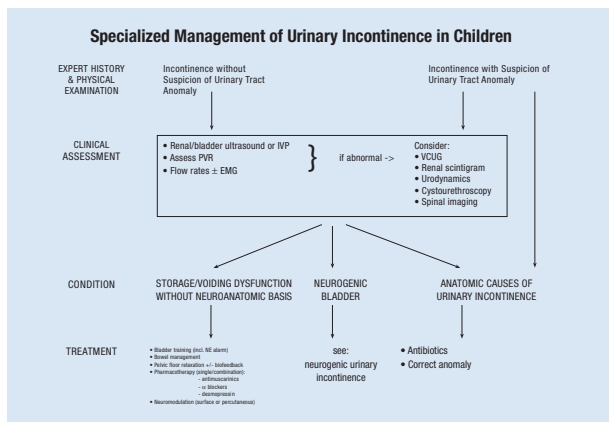 Specialized Management of Urinary Incontinence in Children
EXPERT HISTORY
& PHYSICAL
EXAMINATION
Incontinence without
Suspicion of Urinary Tract
Anomaly
Incontinence with Suspicion of
Urinary Tract Anomaly
CLINICAL
ASSESSMENT
• Renal/bladder ultrasound or IVP
• Assess PVR
• Flow rates ± EMG
}
if abnormal ->
Consider:
• VCUG
• Renal scintigram
• Urodynamics
• Cystourethroscopy
• Spinal imaging
CONDITION
STORAGE/VOIDING DYSFUNCTION
WITHOUT NEUROANATOMIC BASIS
NEUROGENIC
BLADDER
ANATOMIC CAUSES OF
URINARY INCONTINENCE
TREATMENT
• Bladder training (incl. NE alarm)
• Bowel management
• Pelvic floor relaxation +/- biofeedback
• Pharmacotherapy (single/combination):
- antimuscarinics
- α blockers
- desmopressin
• Neuromodulation (surface or percutaneous)
see:
neurogenic urinary
incontinence
• Antibiotics
• Correct anomaly